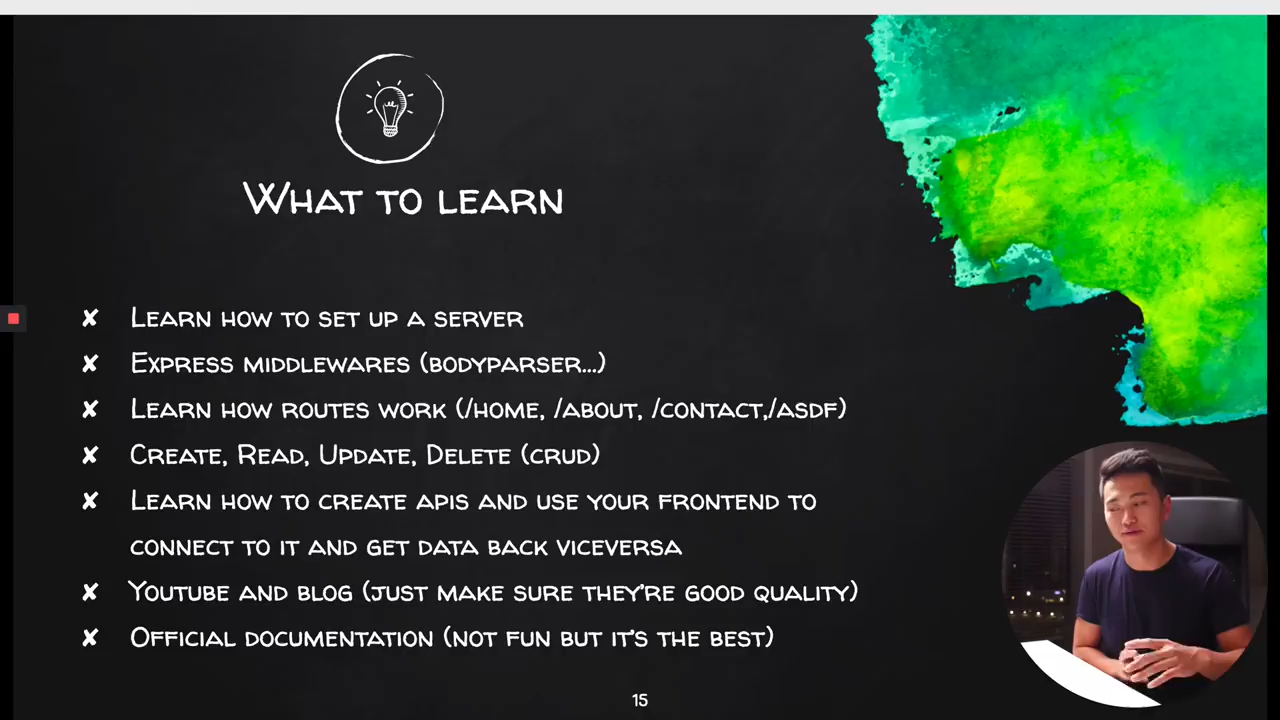 What to learn
✘ Learn how to set up a server
✘ Express middlewares (bodyparser...)
✘ Learn how routes work (/home, /about, /contact,/asdf)
✘ Create, Read, Update, Delete (crud)
✘ Learn how to create apis and use your frontend to
connect to it and get data back viceversa
✘ Youtube and blog (just make sure they're good quality)
✘ Official documentation (not fun but it's the best)
15